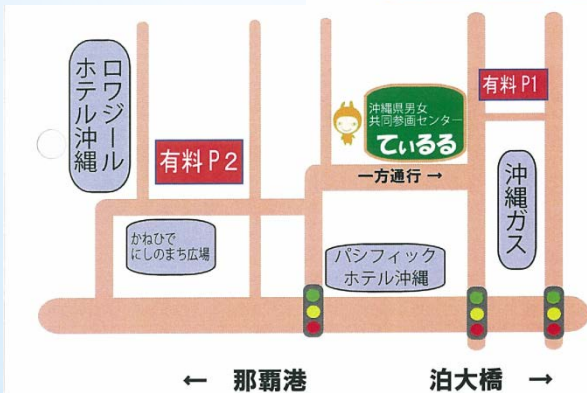 ロワジール
ホテル沖縄
有料P2
沖縄県男女
共同参画センター
てぃるる
有料P1
一方通行 →
沖縄ガス
かねひで
にしのまち広場
パシフィック
ホテル沖縄
← 那覇港
泊大橋 →